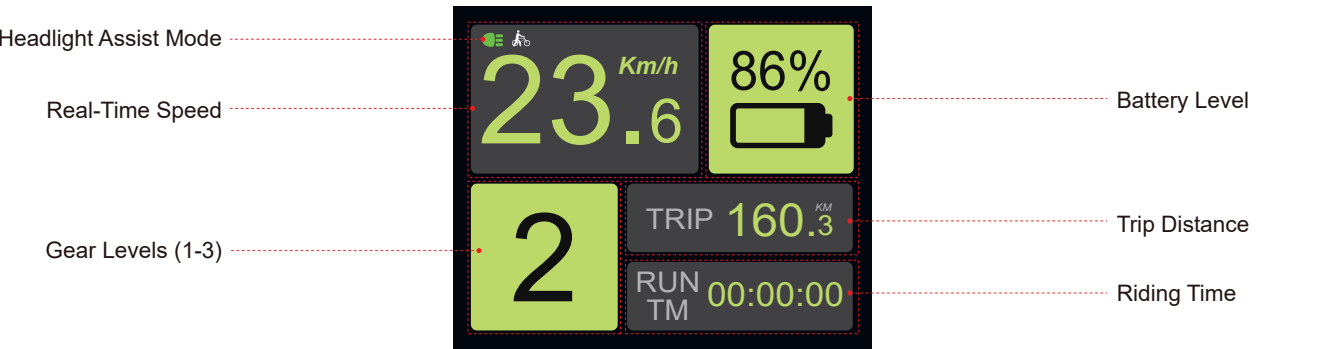 Headlight Assist Mode
Real-Time Speed
Gear Levels (1-3)
23.6 Km/h
86%
2
TRIP 160.3 KM
RUN TM 00:00:00
Battery Level
Trip Distance
Riding Time